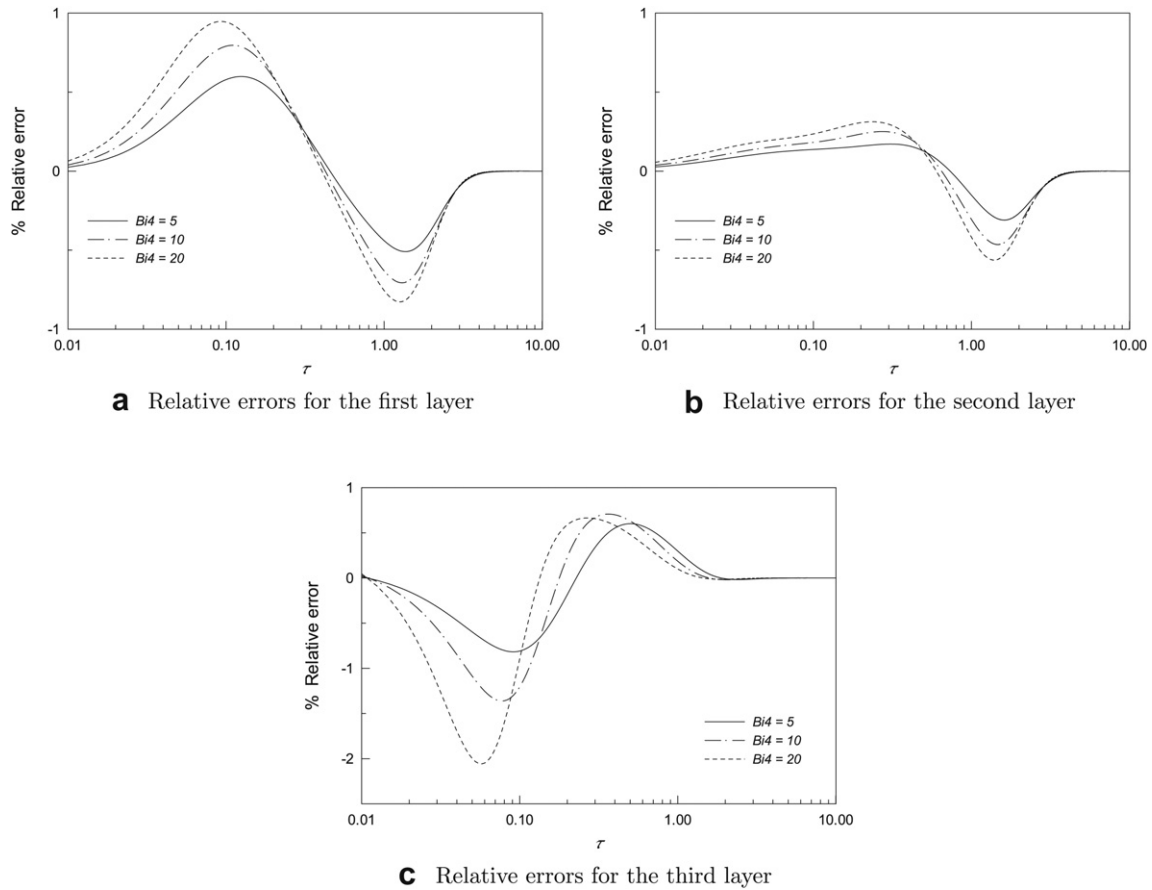 1
0
-1
% Relative error
Bi4 = 5
Bi4 = 10
Bi4 = 20
0.01 0.10 1.00 10.00
τ
a Relative errors for the first layer
1
0
-1
% Relative error
Bi4 = 5
Bi4 = 10
Bi4 = 20
0.01 0.10 1.00 10.00
τ
b Relative errors for the second layer
1
0
-1
-2
% Relative error
Bi4 = 5
Bi4 = 10
Bi4 = 20
0.01 0.10 1.00 10.00
τ
c Relative errors for the third layer